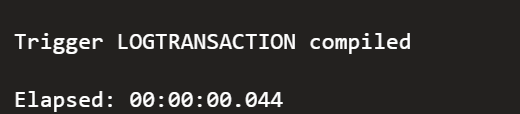 Trigger LOGTRANSACTION compiled
Elapsed: 00:00:00.044